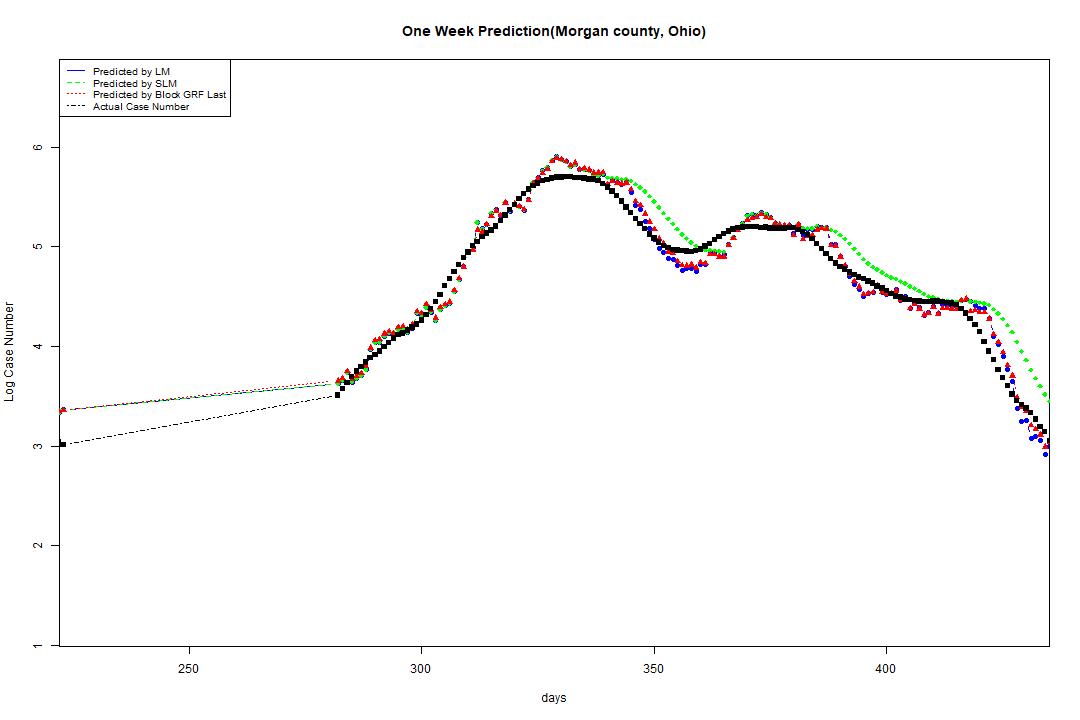 One Week Prediction(Morgan county, Ohio)
Predicted by LM
Predicted by SLM
Predicted by Block GRF Last
Actual Case Number
Log Case Number
6
5
4
3
2
1
250 300 350 400
days